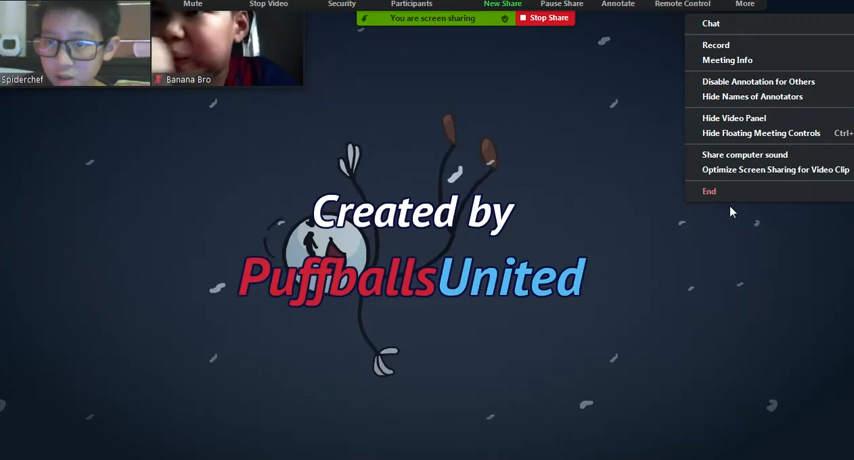 Mute Stop Video Security Participants New Share Pause Share Annotate Remote Control More
You are screen sharing Stop Share
Spiderchef
Banana Bro
Chat
Record
Meeting Info
Disable Annotation for Others
Hide Names of Annotators
Hide Video Panel
Hide Floating Meeting Controls Ctrl+
Share computer sound
Optimize Screen Sharing for Video Clip
End
Created by
PuffballsUnited